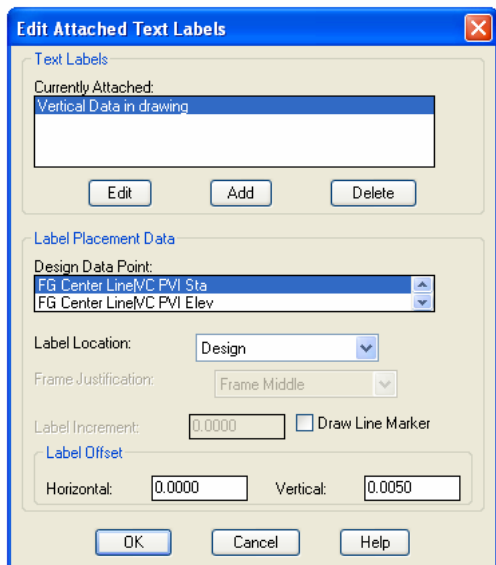 Edit Attached Text Labels
Text Labels
Currently Attached:
Vertical Data in drawing
Edit Add Delete
Label Placement Data
Design Data Point:
FG Center Line|VC PVI Sta
FG Center Line|VC PVI Elev
Label Location: Design
Frame Justification: Frame Middle
Label Increment: 0.0000 Draw Line Marker
Label Offset
Horizontal: 0.0000 Vertical: 0.0050
OK Cancel Help